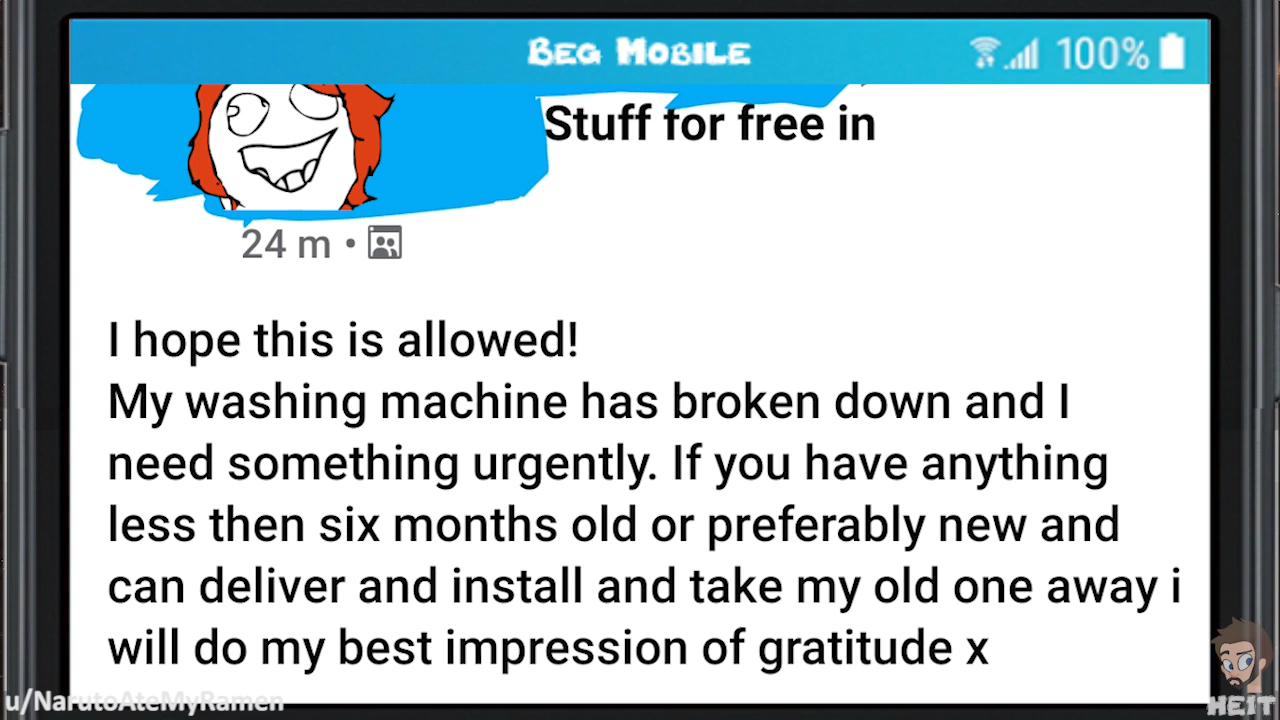 BEG MOBILE
100%
Stuff for free in
24 m •
I hope this is allowed!
My washing machine has broken down and I
need something urgently. If you have anything
less then six months old or preferably new and
can deliver and install and take my old one away i
will do my best impression of gratitude x
u/NarutoAteMyRamen
HEIT